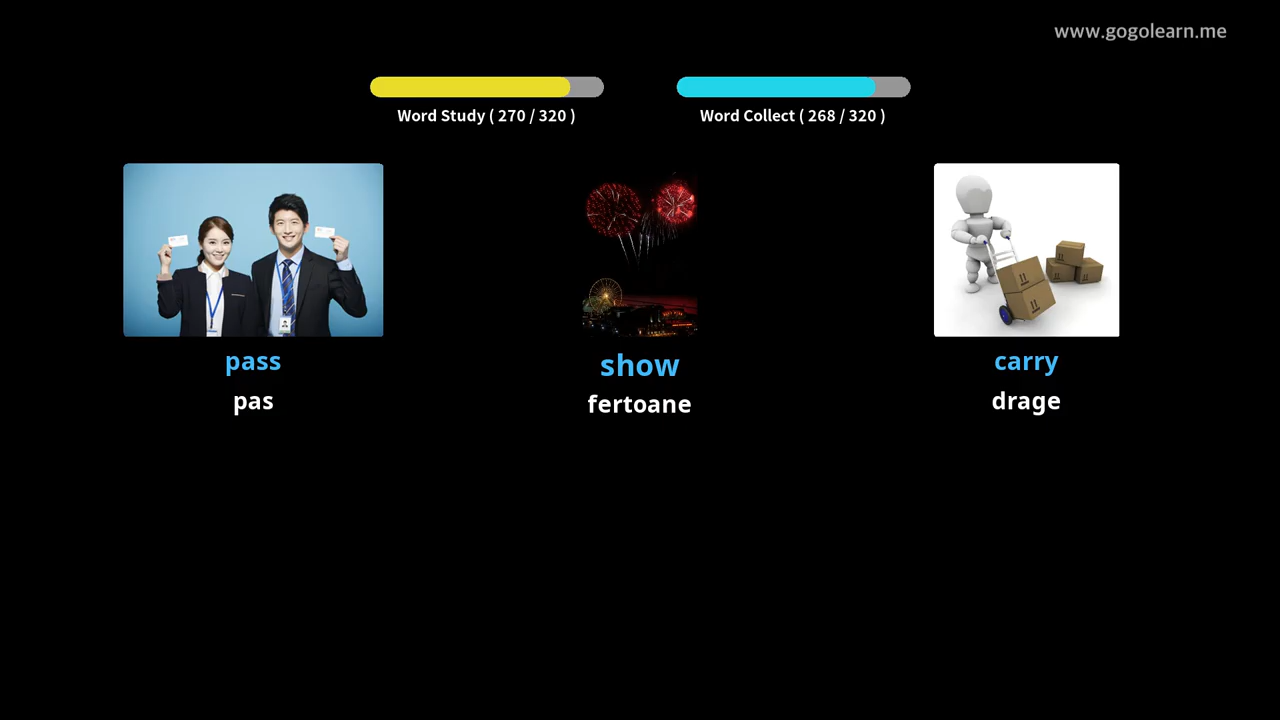 www.gogolearn.me
Word Study ( 270 / 320 )
Word Collect ( 268 / 320 )
pass
show
carry
pas
fertoane
drage